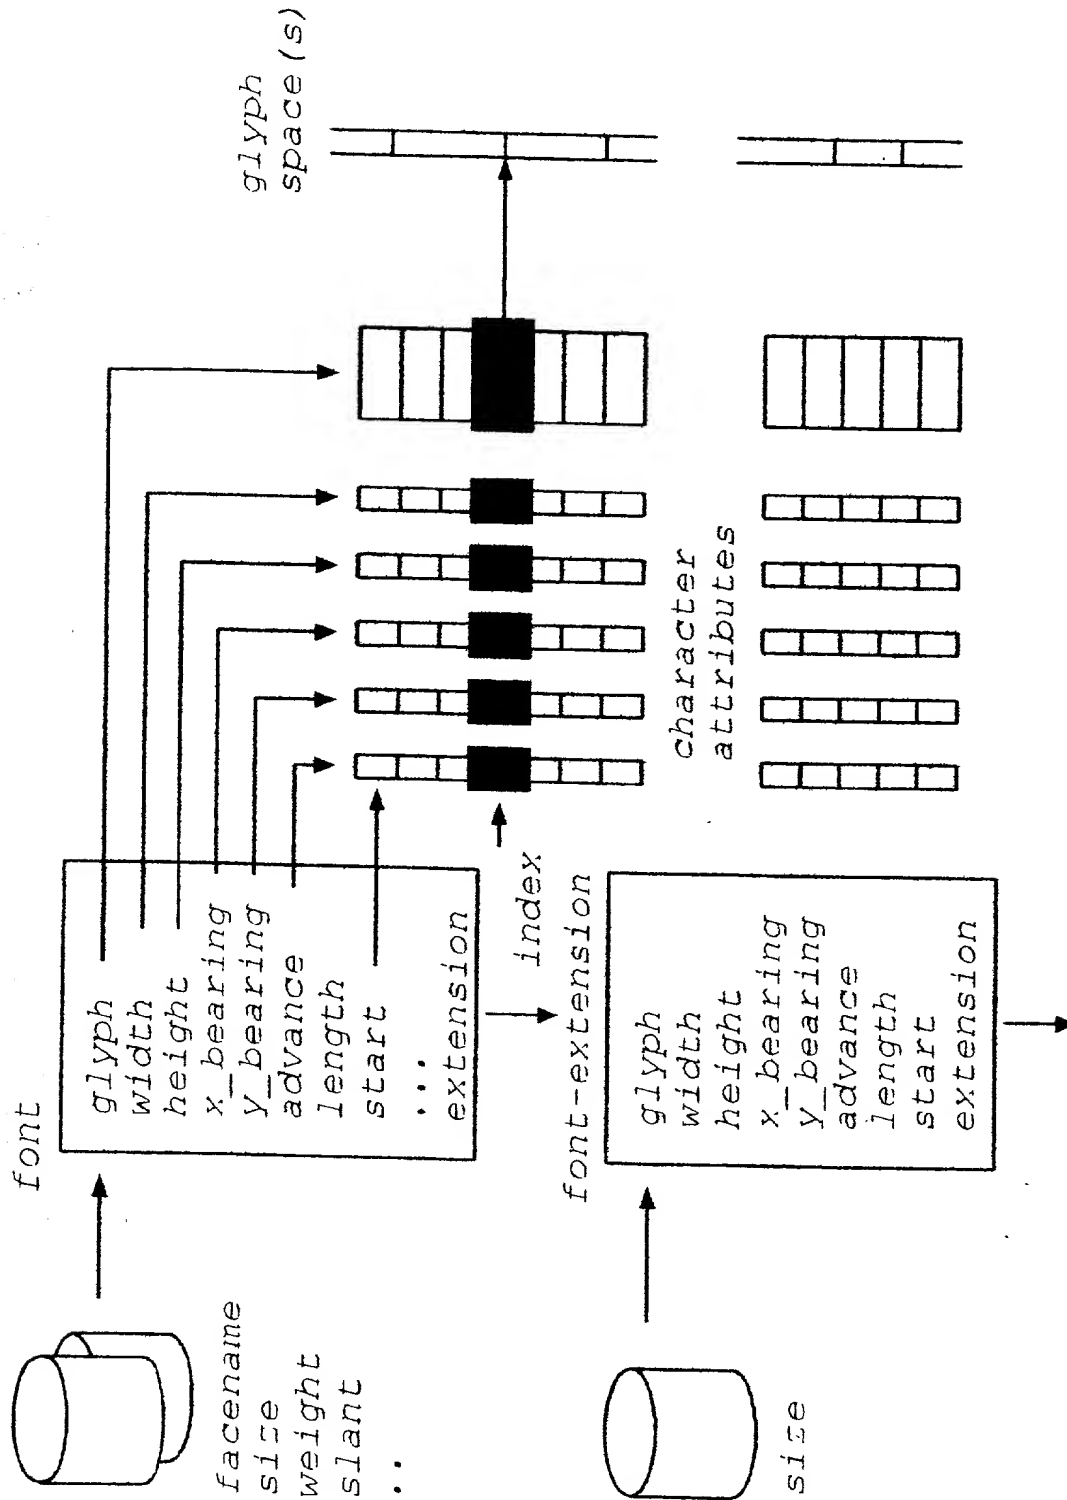 facename
size
weight
slant
..
font
glyph
width
height
x_bearing
y_bearing
advance
length
start
...
extension
index
character
attributes
glyph
space(s)
size
font-extension
glyph
width
height
x_bearing
y_bearing
advance
length
start
extension